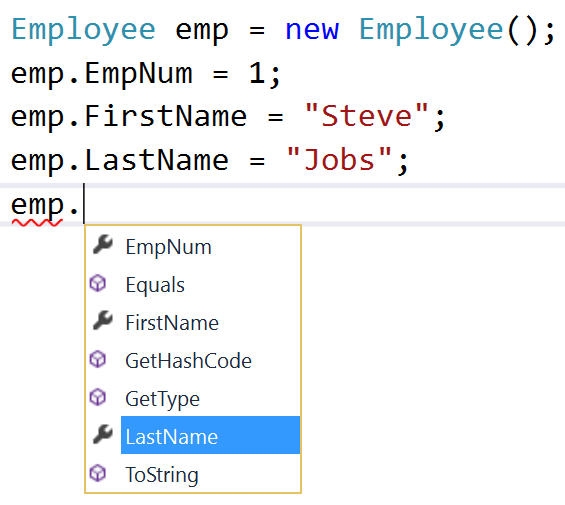 Employee emp = new Employee();
emp.EmpNum = 1;
emp.FirstName = "Steve";
emp.LastName = "Jobs";
emp.
EmpNum
Equals
FirstName
GetHashCode
GetType
LastName
ToString